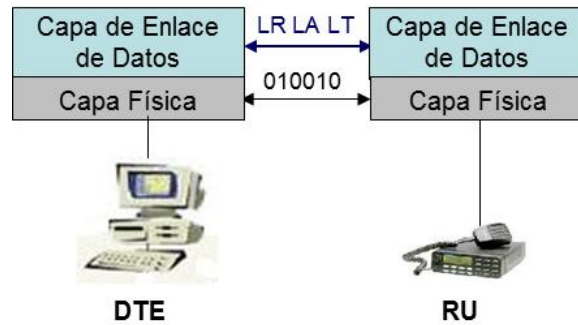 Capa de Enlace
de Datos
LR LA LT
Capa de Enlace
de Datos
Capa Física
010010
Capa Física
DTE
RU